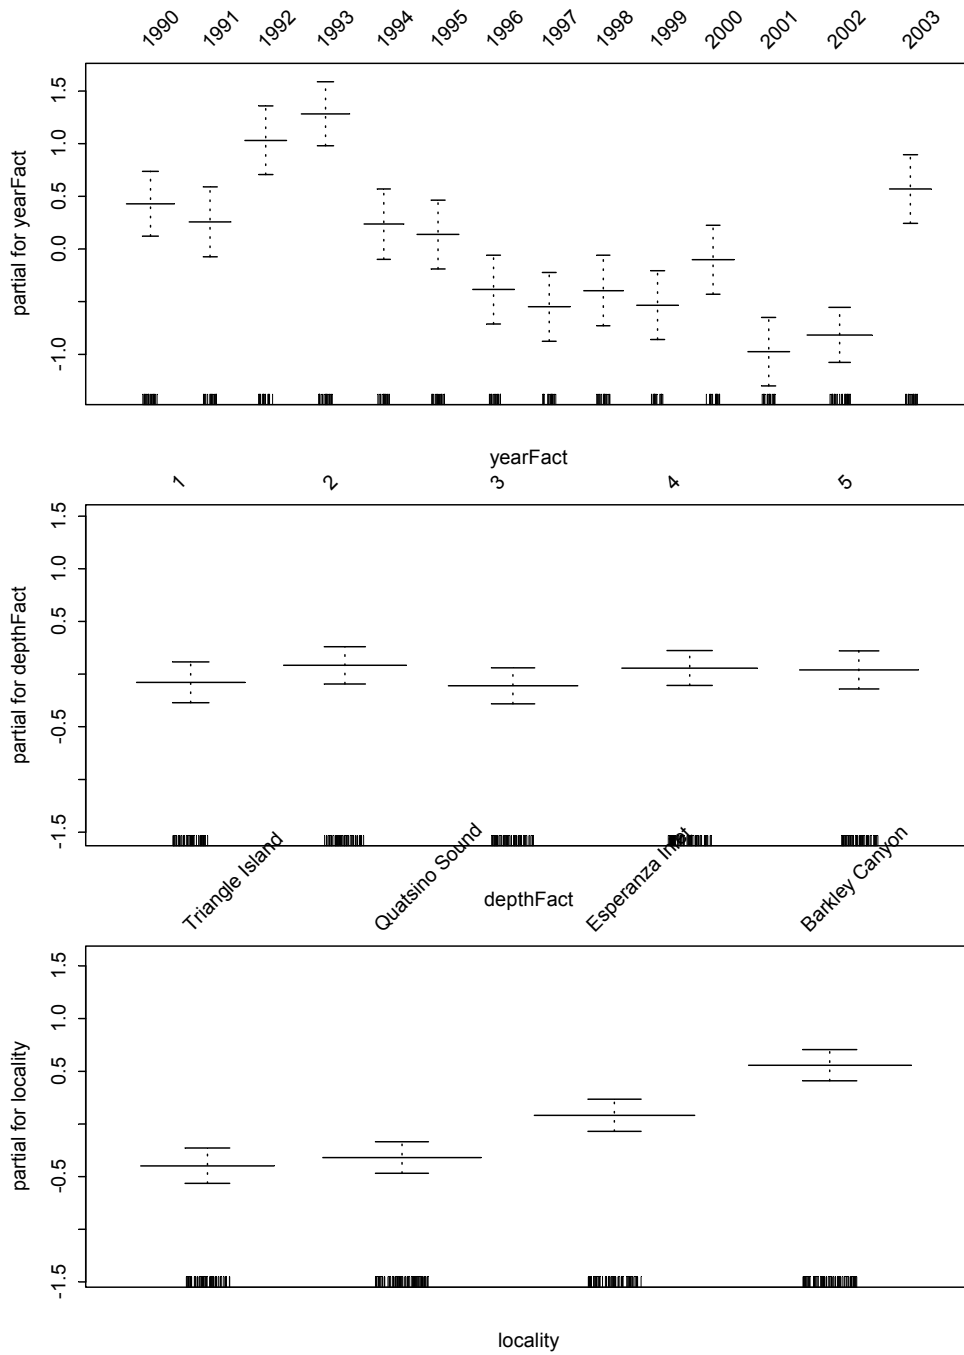 1990 1991 1992 1993 1994 1995 1996 1997 1998 1999 2000 2001 2002 2003
1.5
1.0
0.5
0.0
-1.0
partial for yearFact
yearFact
1 2 3 4 5
1.5
1.0
0.5
-0.5
-1.5
partial for depthFact
depthFact
Triangle Island Quatsino Sound Esperanza Inlet Barkley Canyon
1.5
1.0
0.5
-0.5
-1.5
partial for locality
locality